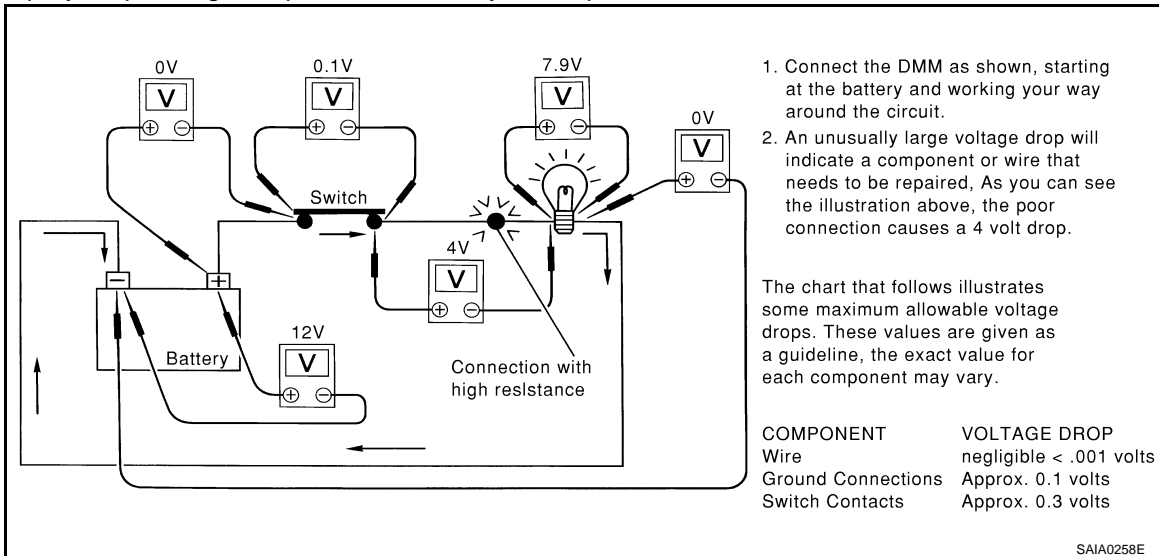 0V
0.1V
7.9V
0V
V
V
V
V
Switch
4V
V
12V
V
Battery
Connection with
high resIstance
1. Connect the DMM as shown, starting
at the battery and working your way
around the circuit.
2. An unusually large voltage drop will
indicate a component or wire that
needs to be repaired, As you can see
the illustration above, the poor
connection causes a 4 volt drop.
The chart that follows illustrates
some maximum allowable voltage
drops. These values are given as
a guideline, the exact value for
each component may vary.
COMPONENT VOLTAGE DROP
Wire negligible < .001 volts
Ground Connections Approx. 0.1 volts
Switch Contacts Approx. 0.3 volts
SAIA0258E